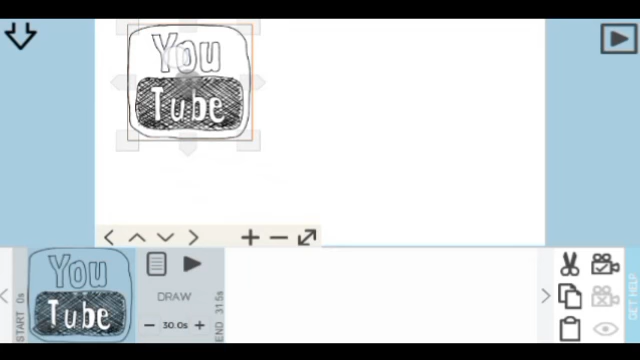 You
Tube
You
Tube
START 0s
DRAW
30.0s
END 31.5s
GET HELP